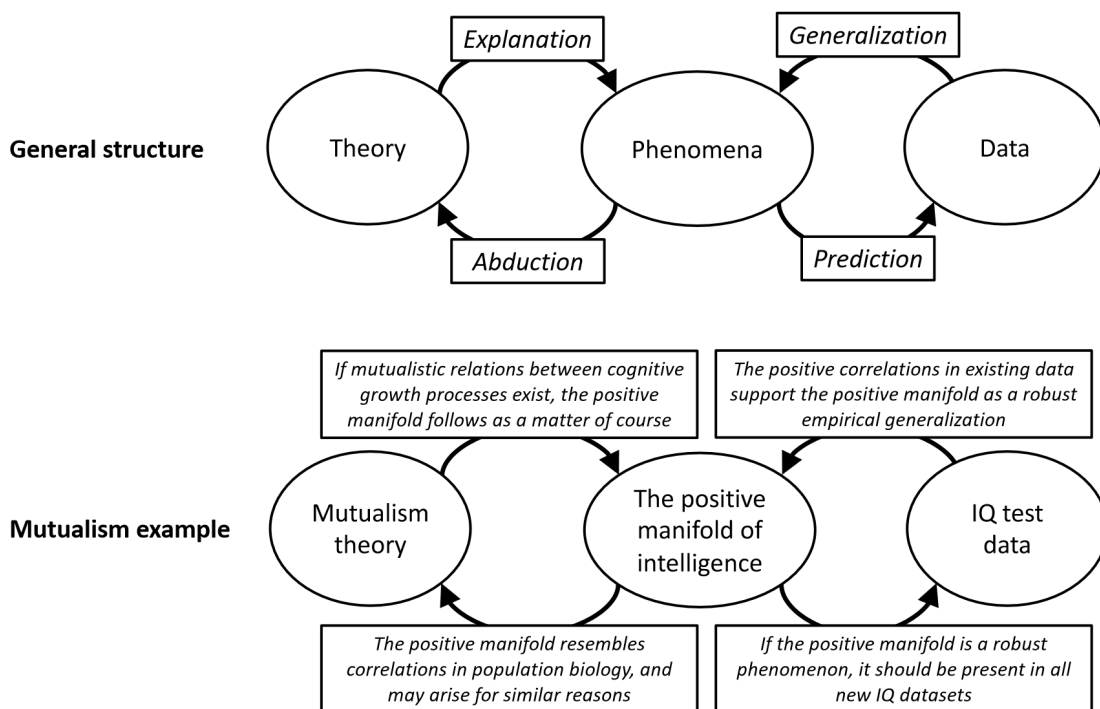 Explanation
Generalization
General structure
Theory
Phenomena
Data
Abduction
Prediction
If mutualistic relations between cognitive
growth processes exist, the positive
manifold follows as a matter of course
The positive correlations in existing data
support the positive manifold as a robust
empirical generalization
Mutualism example
Mutualism
theory
The positive
manifold of
intelligence
IQ test
data
The positive manifold resembles
correlations in population biology, and
may arise for similar reasons
If the positive manifold is a robust
phenomenon, it should be present in all
new IQ datasets